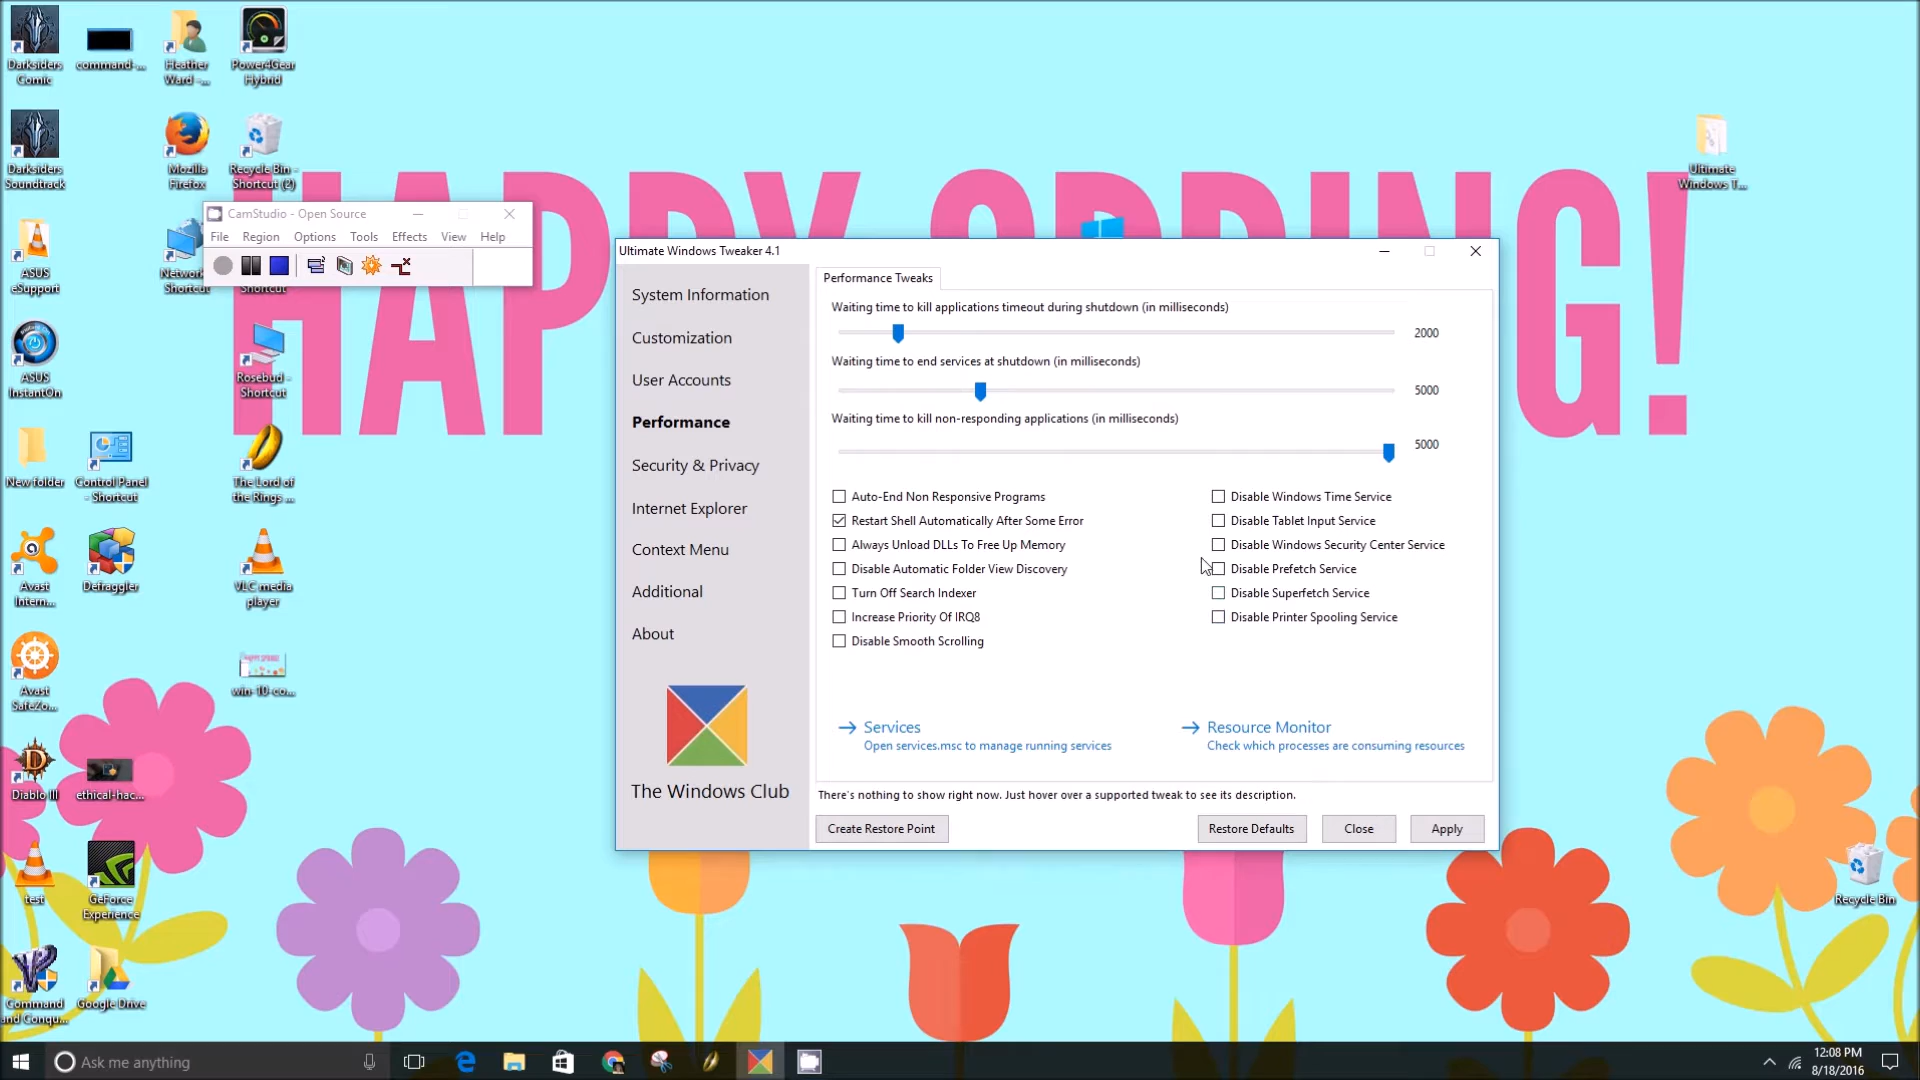 Darksiders
Comic
command-...
Heather
Ward -...
Power4Gear
Hybrid
Darksiders
Soundtrack
Mozilla
Firefox
Recycle Bin -
Shortcut (2)
Ultimate
Windows T...
HAPPY SPRING!
CamStudio - Open Source
File
Region
Options
Tools
Effects
View
Help
ASUS
eSupport
Network
Shortcut
Shortcut
ASUS
InstantOn
Rosebud -
Shortcut
New folder
Control Panel
- Shortcut
The Lord of
the Rings ...
Avast
Intern...
Defraggler
VLC media
player
Avast
SafeZo...
win-10-co...
Diablo III
ethical-hac...
test
GeForce
Experience
Command
and Conqu...
Google Drive
Recycle Bin
Ultimate Windows Tweaker 4.1
System Information
Customization
User Accounts
Performance
Security & Privacy
Internet Explorer
Context Menu
Additional
About
The Windows Club
Performance Tweaks
Waiting time to kill applications timeout during shutdown (in milliseconds)
2000
Waiting time to end services at shutdown (in milliseconds)
5000
Waiting time to kill non-responding applications (in milliseconds)
5000
Auto-End Non Responsive Programs
Restart Shell Automatically After Some Error
Always Unload DLLs To Free Up Memory
Disable Automatic Folder View Discovery
Turn Off Search Indexer
Increase Priority Of IRQ8
Disable Smooth Scrolling
Disable Windows Time Service
Disable Tablet Input Service
Disable Windows Security Center Service
Disable Prefetch Service
Disable Superfetch Service
Disable Printer Spooling Service
Services
Open services.msc to manage running services
Resource Monitor
Check which processes are consuming resources
There's nothing to show right now. Just hover over a supported tweak to see its description.
Create Restore Point
Restore Defaults
Close
Apply
Ask me anything
12:08 PM
8/18/2016